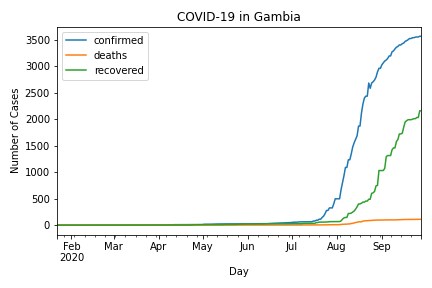 COVID-19 in Gambia
confirmed
deaths
recovered
Number of Cases
3500
3000
2500
2000
1500
1000
500
0
Feb Mar Apr May Jun Jul Aug Sep
2020
Day